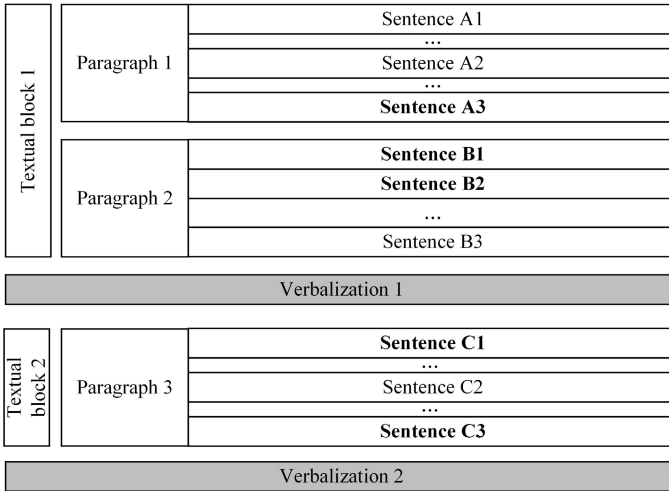 Textual block 1
Paragraph 1
Sentence A1
...
Sentence A2
...
Sentence A3
Paragraph 2
Sentence B1
Sentence B2
...
Sentence B3
Verbalization 1
Textual
block 2
Paragraph 3
Sentence C1
...
Sentence C2
...
Sentence C3
Verbalization 2